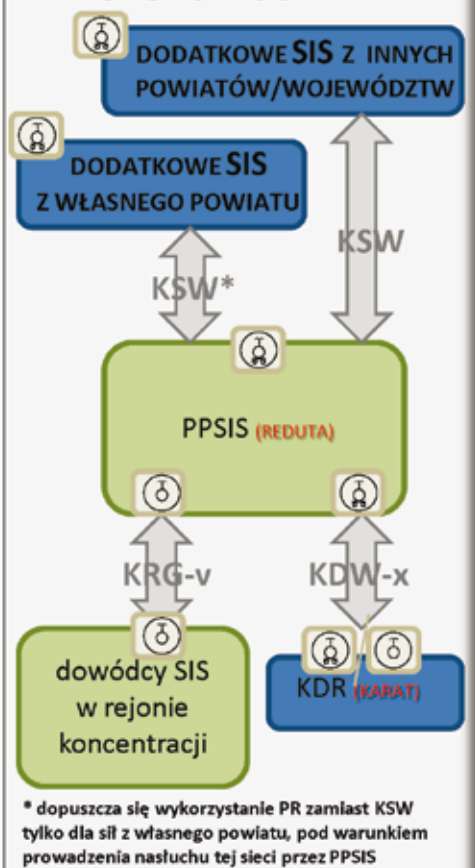 DODATKOWE SIS Z INNYCH
POWIATÓW/WOJEWÓDZTW
DODATKOWE SIS
Z WŁASNEGO POWIATU
KSW
KSW*
PPSIS (REDUTA)
KRG-v
KDW-x
dowódcy SIS
w rejonie
koncentracji
KDR (KARAT)
* dopuszcza się wykorzystanie PR zamiast KSW
tylko dla sił z własnego powiatu, pod warunkiem
prowadzenia nasłuchu tej sieci przez PPSIS